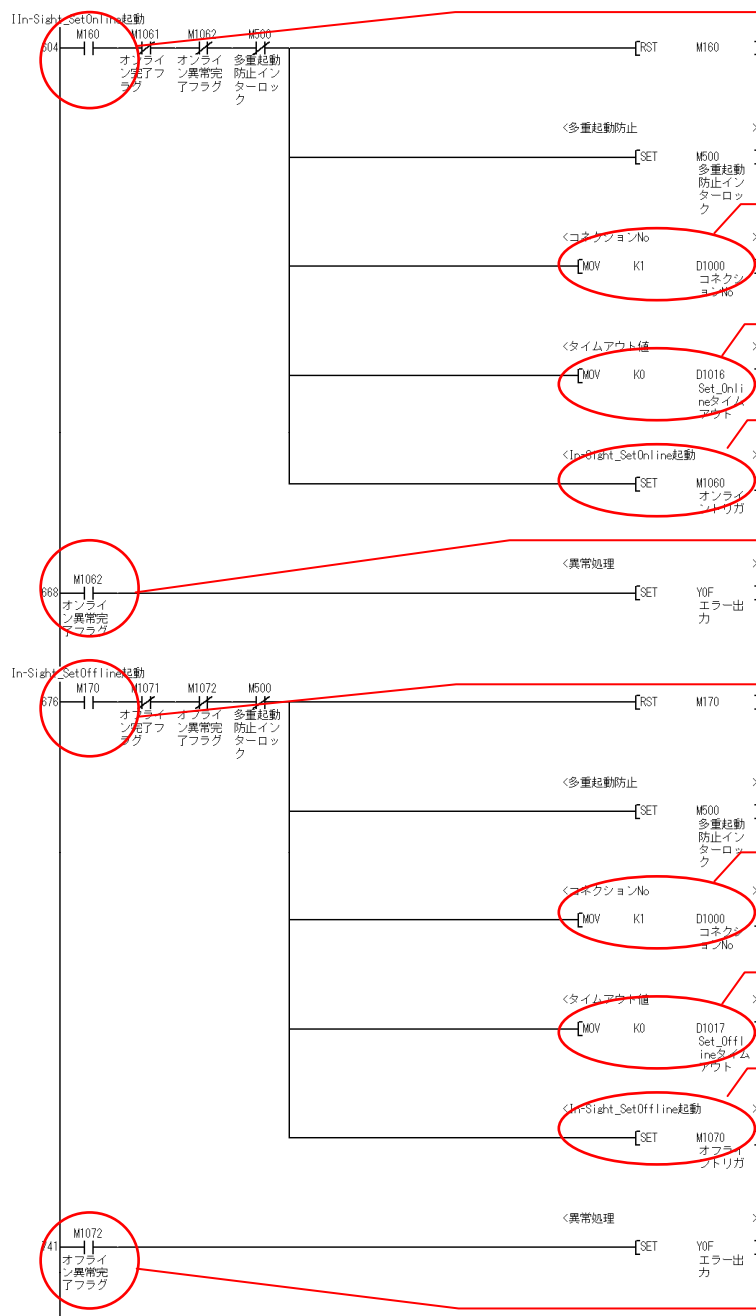 IIn-Sight_SetOnline起動
604 M160 M1061 M1062 M500 [RST M160 ]
オンライ オンライ 多重起動
ン完了フ ン異常完 防止イン
ラグ 了フラグ ターロッ
ク
<多重起動防止 >
[SET M500 ]
多重起動
防止イン
ターロッ
ク
<コネクションNo >
[MOV K1 D1000 ]
コネクシ
ョンNo
<タイムアウト値 >
[MOV K0 D1016 ]
Set_Onli
neタイム
アウト
<In-Sight_SetOnline起動 >
[SET M1060 ]
オンライ
ントリガ
<異常処理 >
668 M1062 [SET Y0F ]
オンライ エラー出
ン異常完 力
了フラグ
In-Sight_SetOffline起動
676 M170 M1071 M1072 M500 [RST M170 ]
オフライ オフライ 多重起動
ン完了フ ン異常完 防止イン
ラグ 了フラグ ターロッ
ク
<多重起動防止 >
[SET M500 ]
多重起動
防止イン
ターロッ
ク
<コネクションNo >
[MOV K1 D1000 ]
コネクシ
ョンNo
<タイムアウト値 >
[MOV K0 D1017 ]
Set_Offl
ineタイム
アウト
<In-Sight_SetOffline起動 >
[SET M1070 ]
オフライ
ントリガ
<異常処理 >
741 M1072 [SET Y0F ]
オフライ エラー出
ン異常完 力
了フラグ